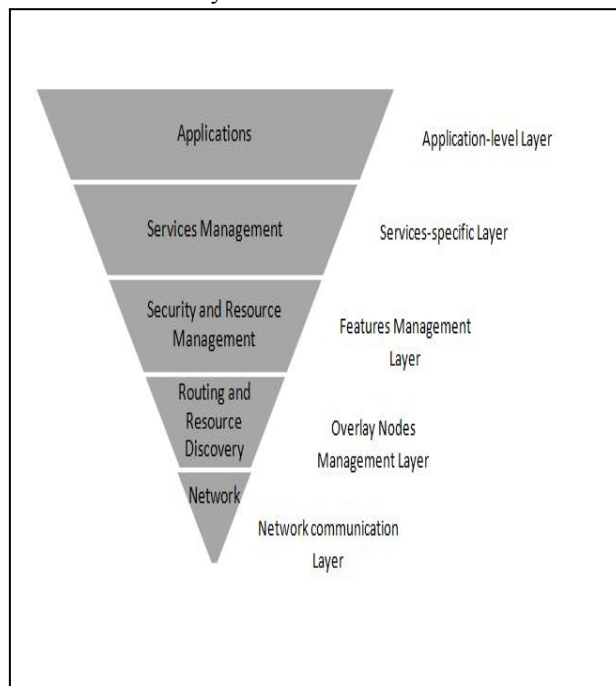 Applications
Application-level Layer
Services Management
Services-specific Layer
Security and Resource
Management
Features Management
Layer
Routing and
Resource
Discovery
Overlay Nodes
Management Layer
Network
Network communication
Layer